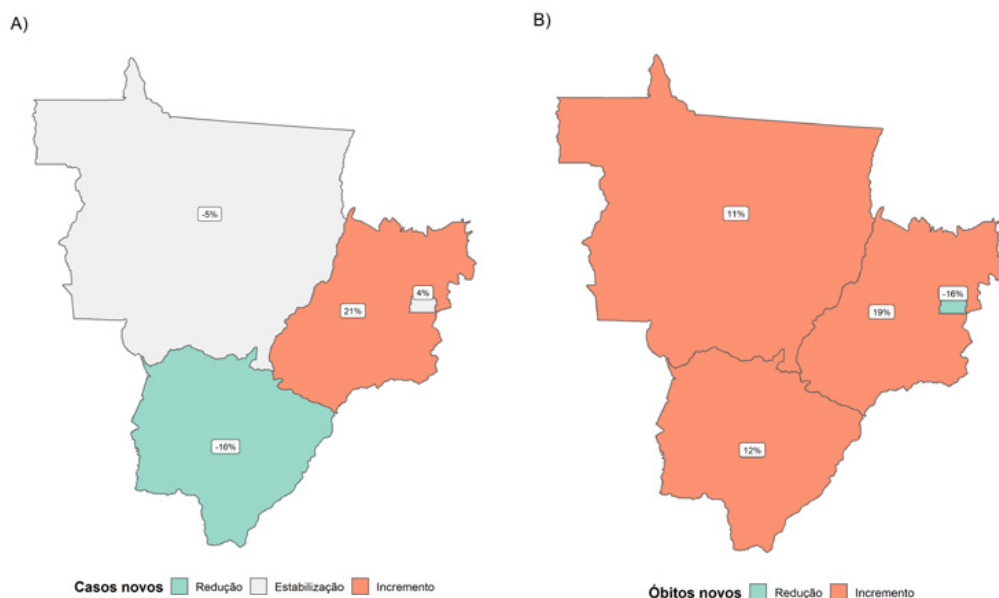 A)
B)
-5%
4%
21%
-16%
11%
-16%
19%
12%
Casos novos Redução Estabilização Incremento
Óbitos novos Redução Incremento